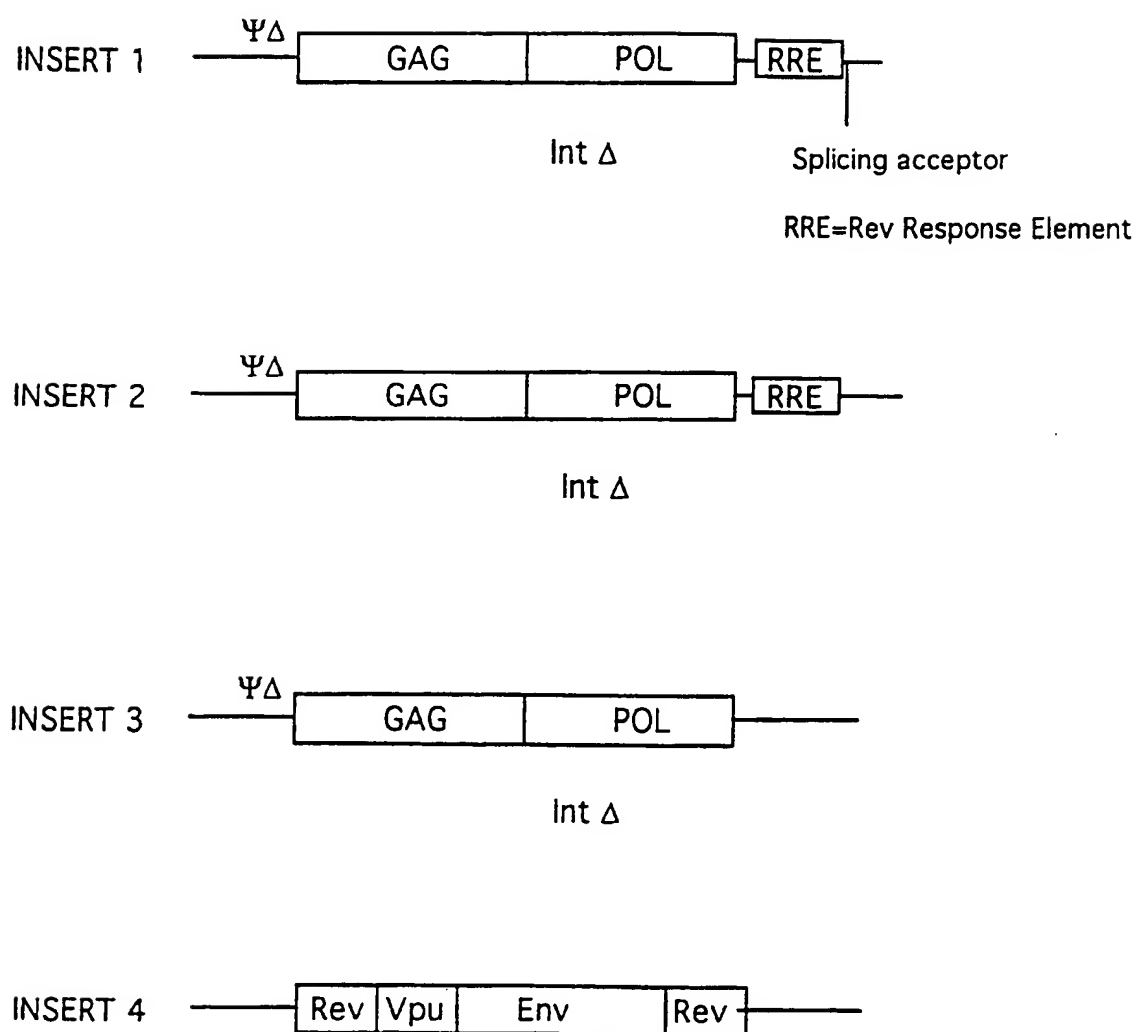 ΨΔ
INSERT 1 GAG POL RRE
Int Δ
Splicing acceptor
RRE=Rev Response Element
ΨΔ
INSERT 2 GAG POL RRE
Int Δ
ΨΔ
INSERT 3 GAG POL
Int Δ
INSERT 4 Rev Vpu Env Rev